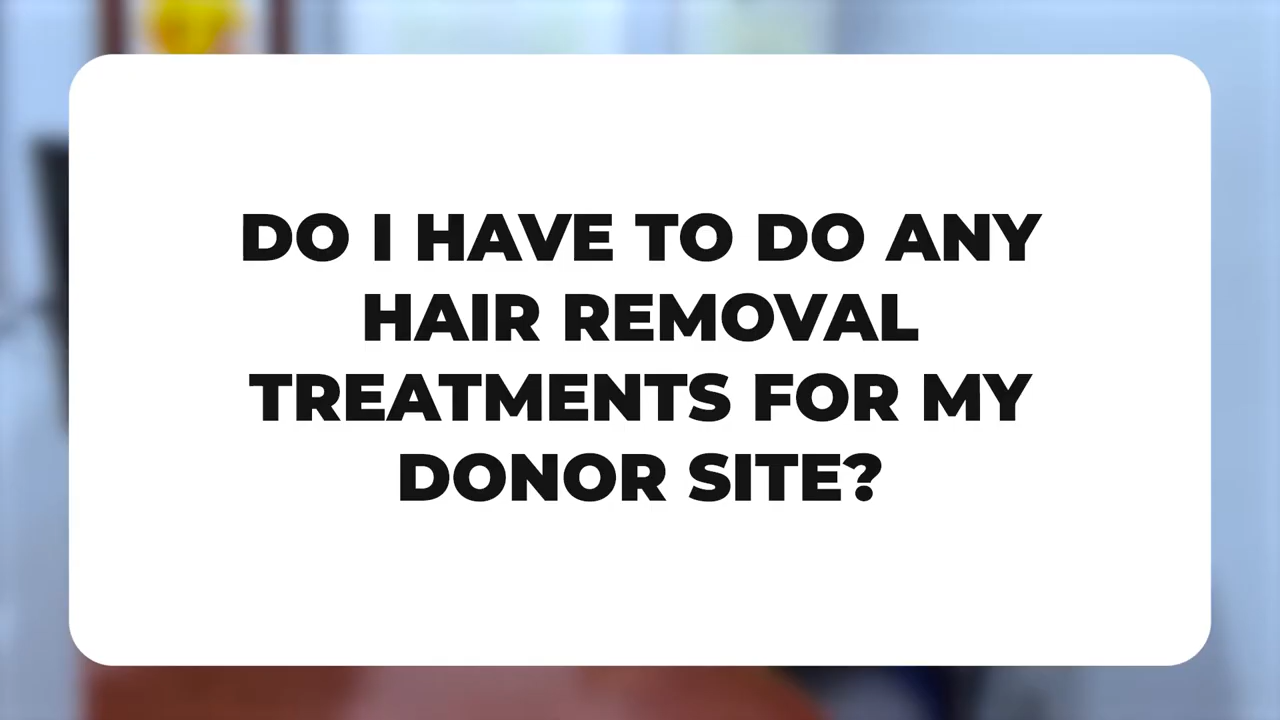 DO I HAVE TO DO ANY
HAIR REMOVAL
TREATMENTS FOR MY
DONOR SITE?